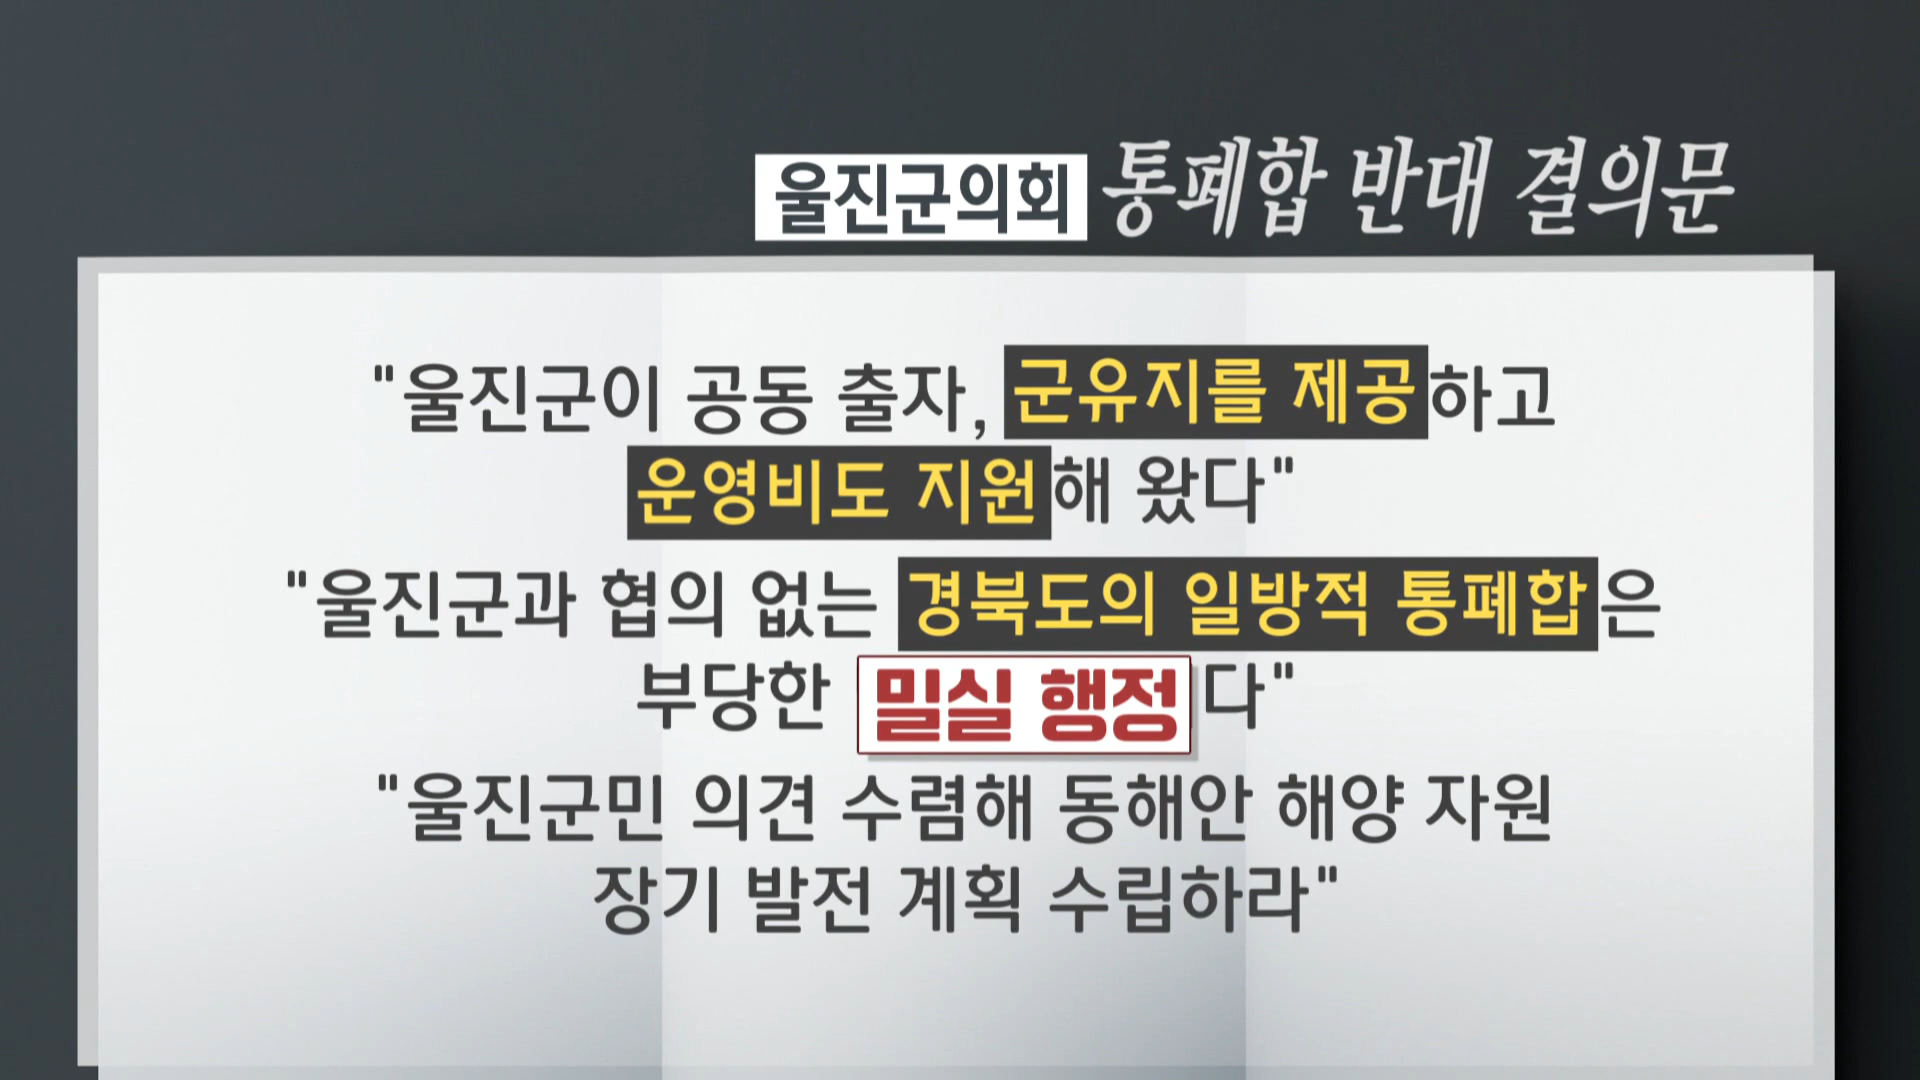 울진군의회 통폐합 반대 결의문
"울진군이 공동 출자, 군유지를 제공하고
운영비도 지원해 왔다"
"울진군과 협의 없는 경북도의 일방적 통폐합은
부당한 밀실 행정다"
"울진군민 의견 수렴해 동해안 해양 자원
장기 발전 계획 수립하라"